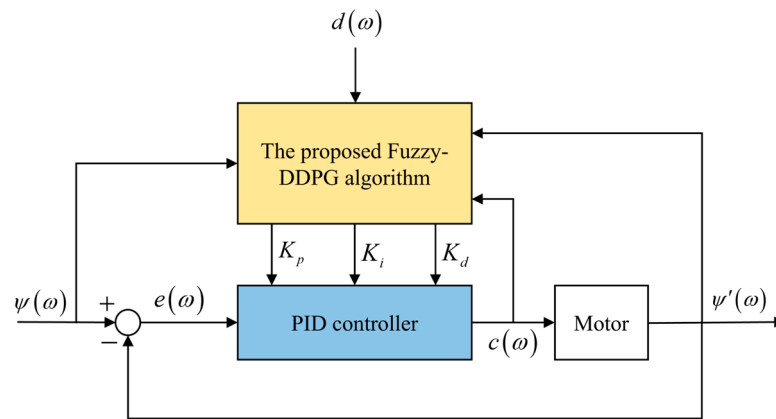 d(ω)
The proposed Fuzzy-
DDPG algorithm
K_p
K_i
K_d
ψ(ω)
+
−
e(ω)
PID controller
c(ω)
Motor
ψ'(ω)